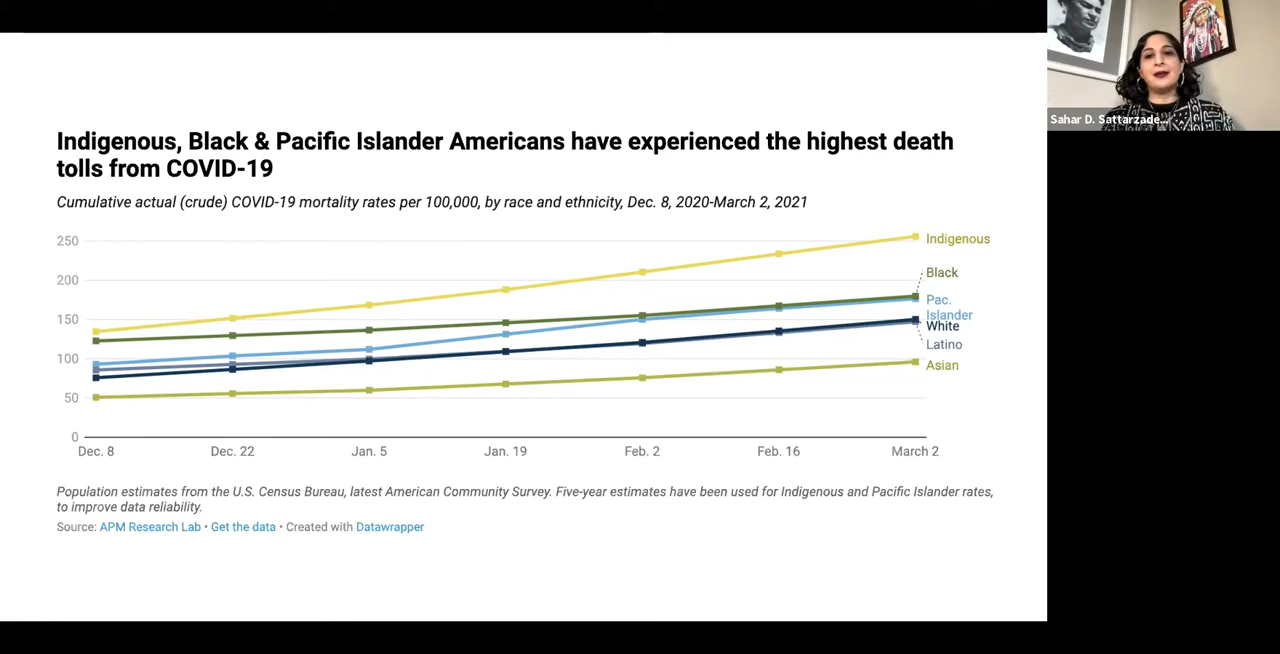 Indigenous, Black & Pacific Islander Americans have experienced the highest death
tolls from COVID-19
Cumulative actual (crude) COVID-19 mortality rates per 100,000, by race and ethnicity, Dec. 8, 2020-March 2, 2021
250
200
150
100
50
0
Indigenous
Black
Pac.
Islander
White
Latino
Asian
Dec. 8 Dec. 22 Jan. 5 Jan. 19 Feb. 2 Feb. 16 March 2
Population estimates from the U.S. Census Bureau, latest American Community Survey. Five-year estimates have been used for Indigenous and Pacific Islander rates,
to improve data reliability.
Source: APM Research Lab • Get the data • Created with Datawrapper
Sahar D. Sattarzade...